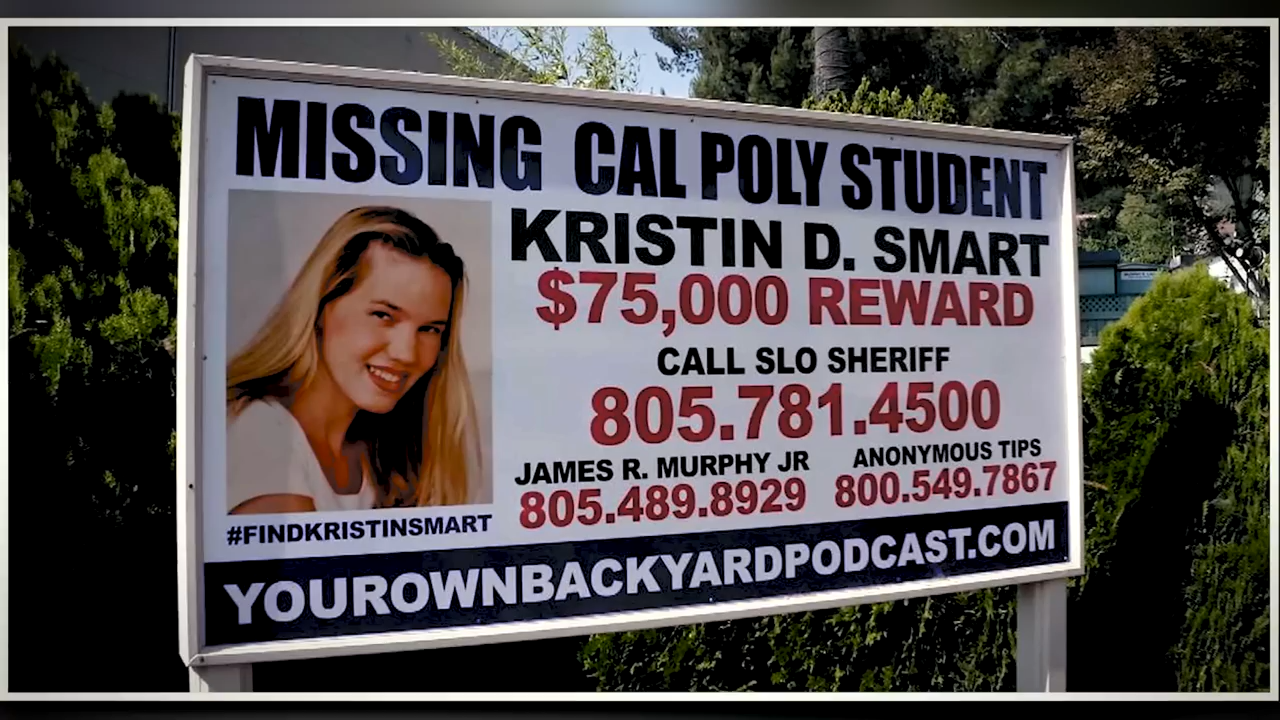 MISSING CAL POLY STUDENT
KRISTIN D. SMART
$75,000 REWARD
CALL SLO SHERIFF
805.781.4500
JAMES R. MURPHY JR
805.489.8929
ANONYMOUS TIPS
800.549.7867
#FINDKRISTINSMART
YOUROWNBACKYARDPODCAST.COM